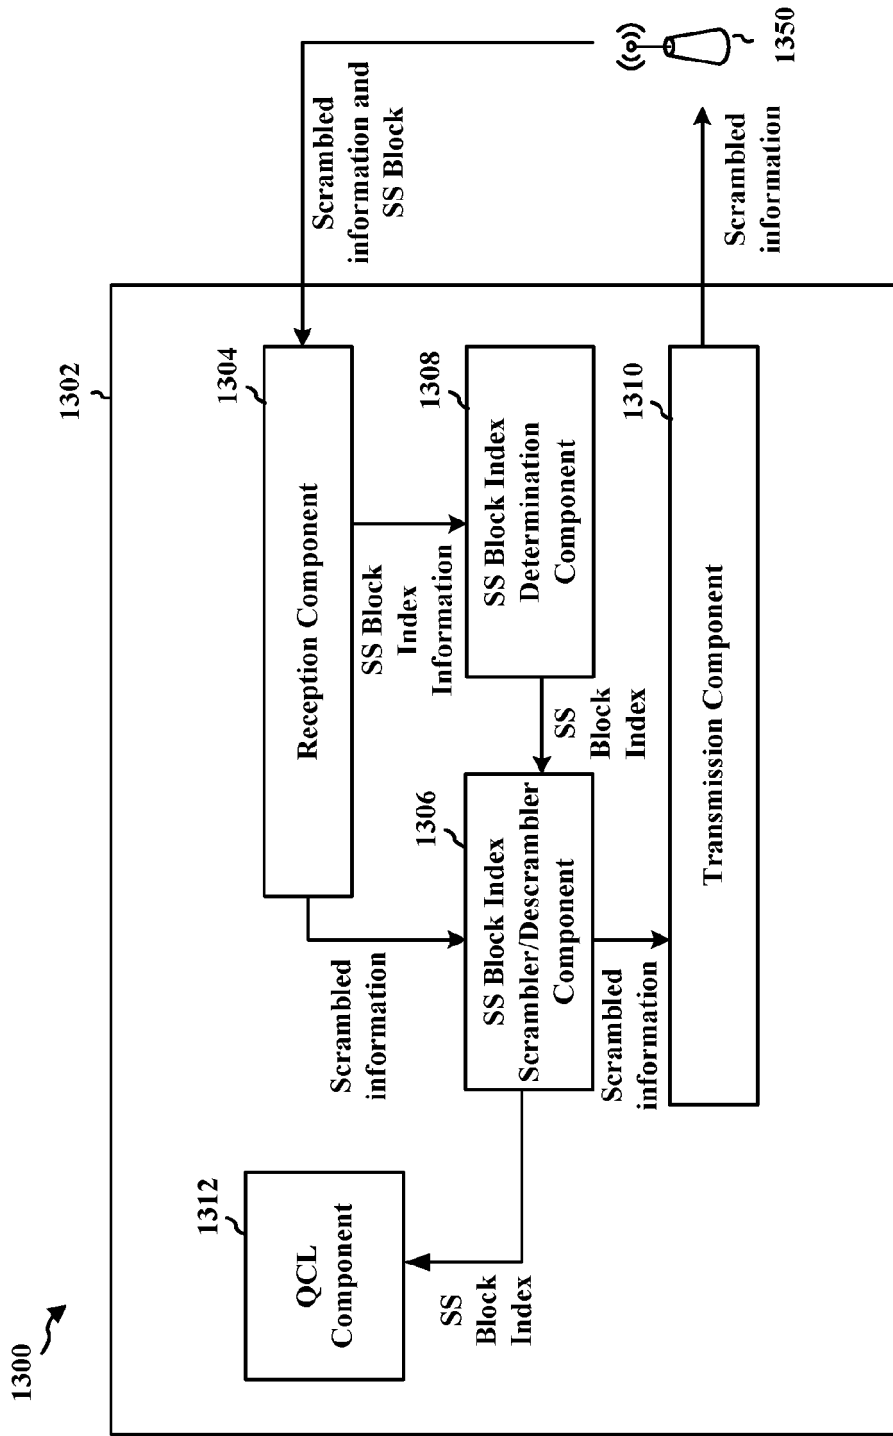 1300
1302
QCL
Component
1312
SS
Block
Index
Scrambled
information
Reception Component
1304
SS Block
Index
Information
Scrambled
information and
SS Block
SS Block Index
Scrambler/Descrambler
Component
1306
SS
Block
Index
SS Block Index
Determination
Component
1308
Scrambled
information
Transmission Component
1310
Scrambled
information
1350